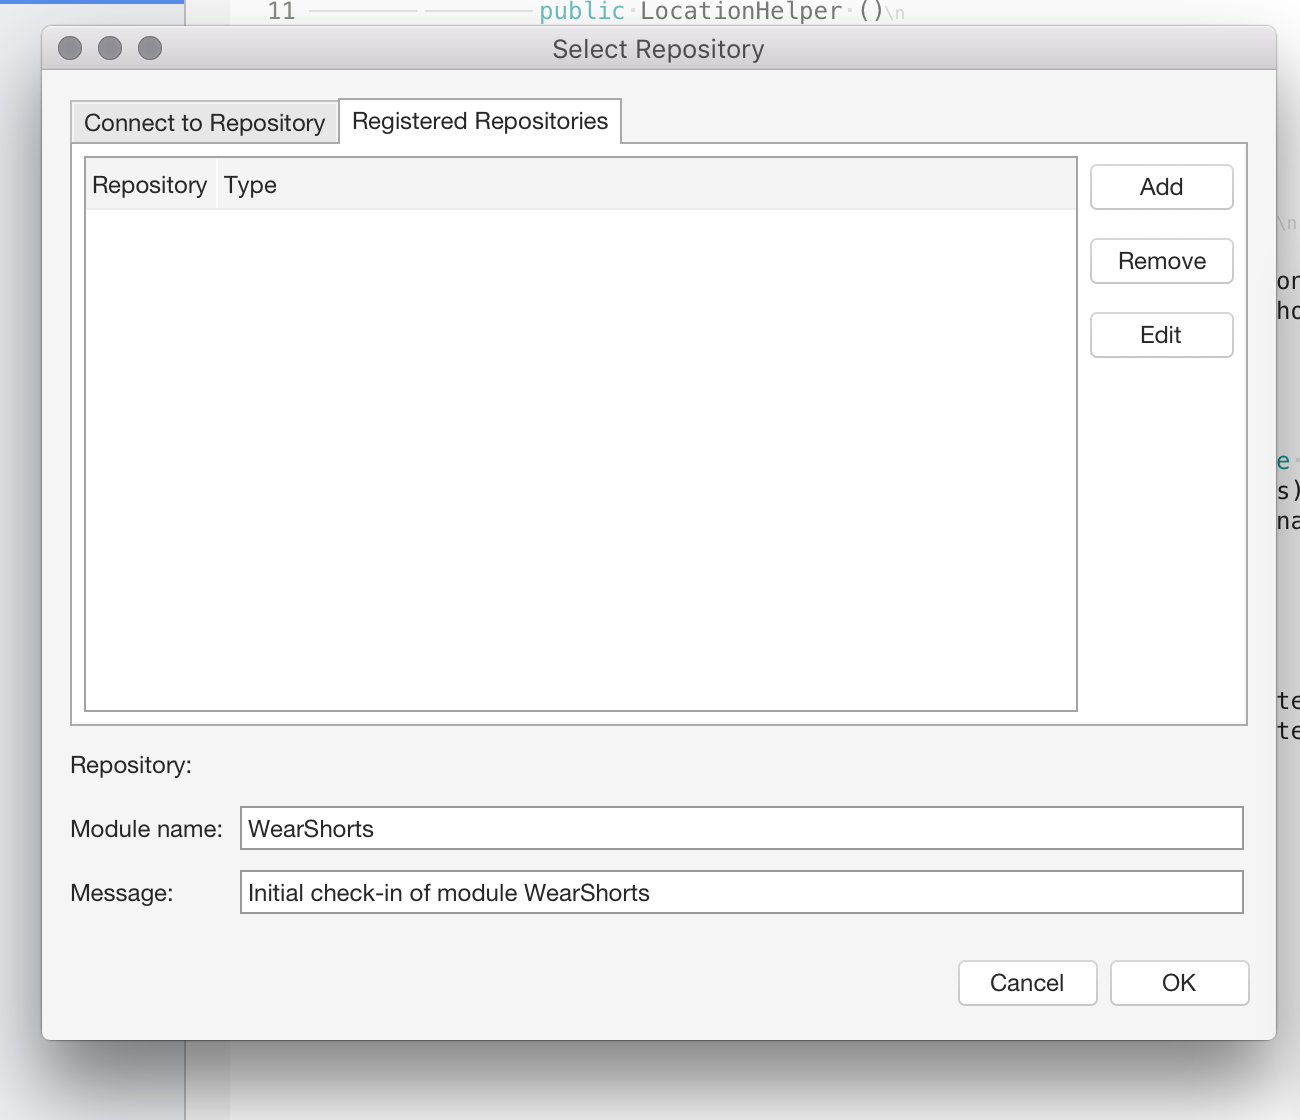 11 public LocationHelper ()\n
Select Repository
Connect to Repository Registered Repositories
Repository Type
Add
\n
Remove
or
ho
Edit
e
s)
na
te
te
Repository:
Module name: WearShorts
Message: Initial check-in of module WearShorts
Cancel OK